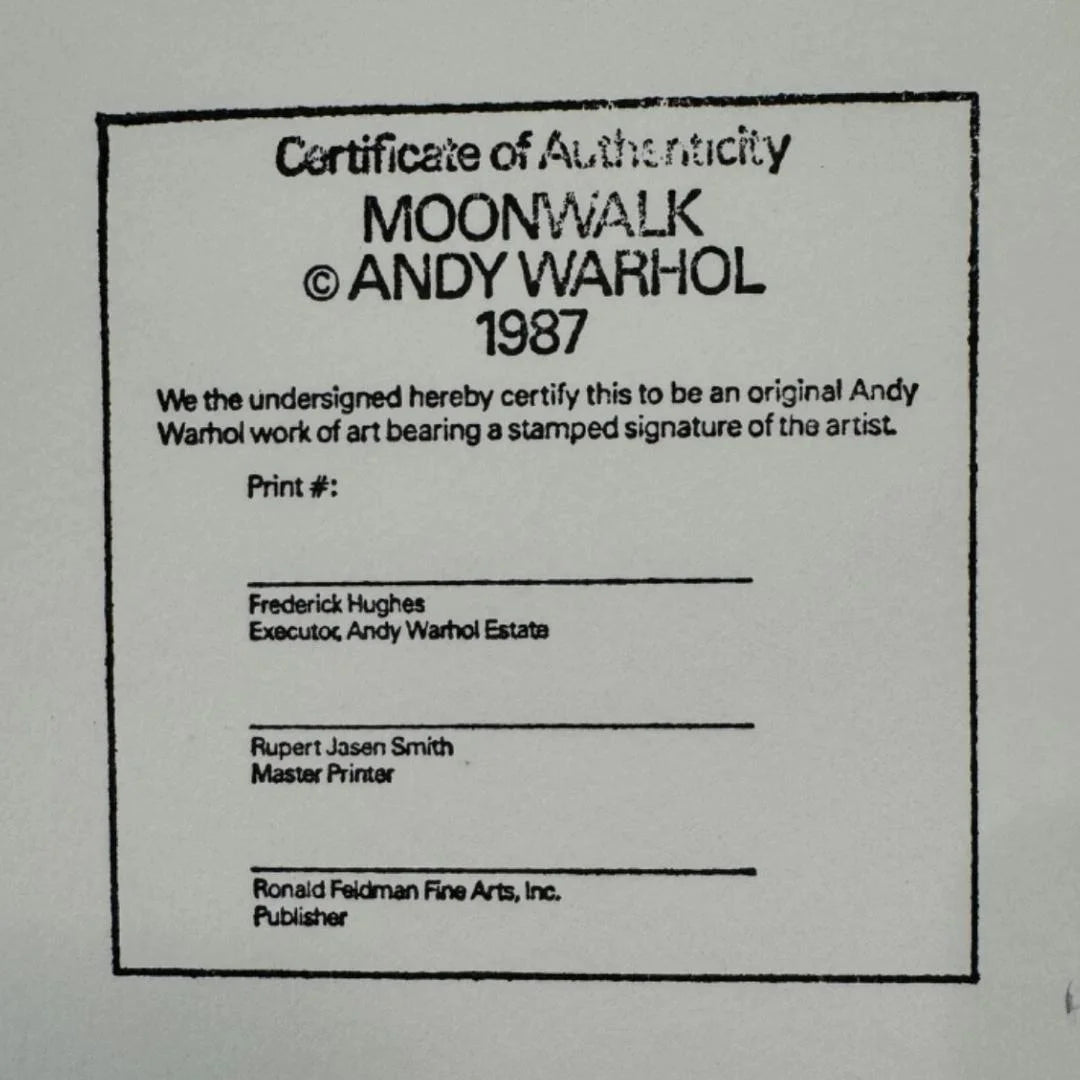 Certificate of Authenticity
MOONWALK
© ANDY WARHOL
1987
We the undersigned hereby certify this to be an original Andy
Warhol work of art bearing a stamped signature of the artist.
Print #:
Frederick Hughes
Executor, Andy Warhol Estate
Rupert Jasen Smith
Master Printer
Ronald Feldman Fine Arts, Inc.
Publisher